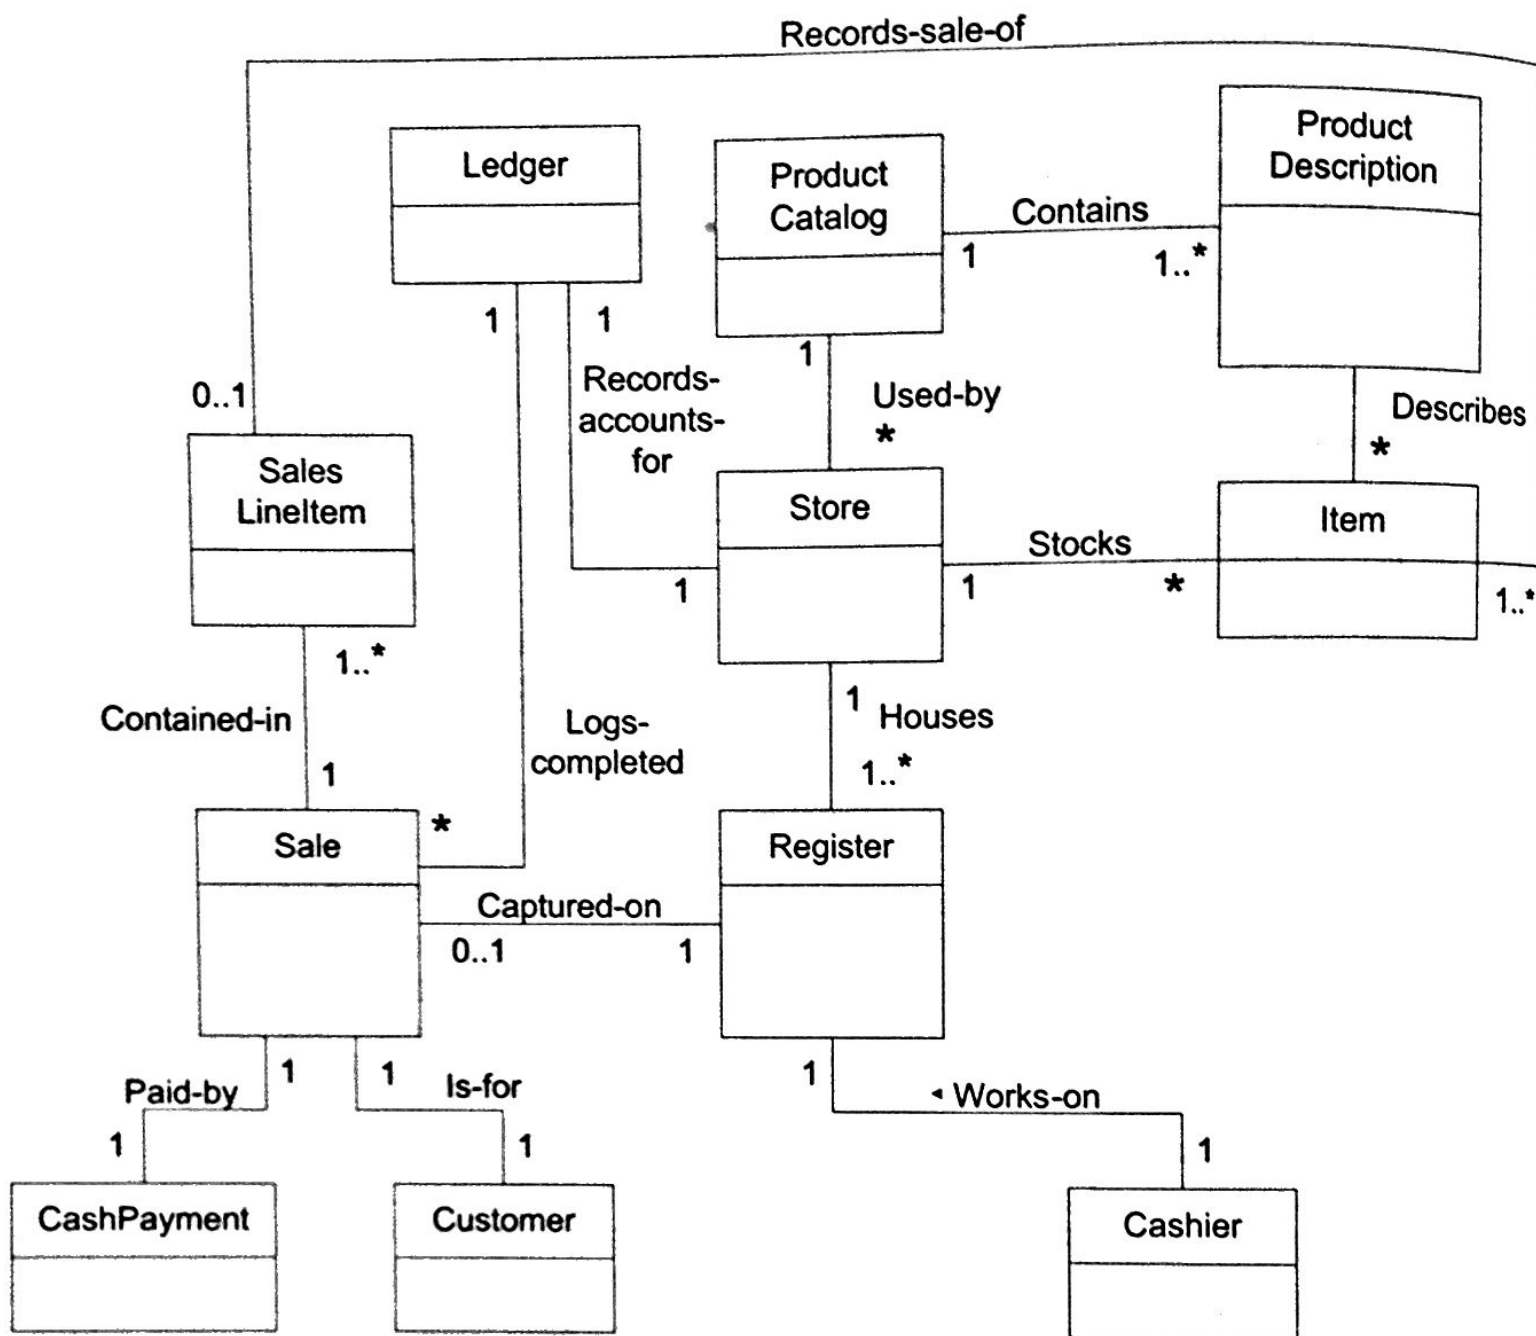 Records-sale-of
Ledger
Product
Catalog
Product
Description
Contains
1
1..*
1
1
1
0..1
Records-
accounts-
for
Used-by
*
Describes
*
Sales
LineItem
Store
Item
Stocks
1
1
*
1..*
1..*
Contained-in
1
Logs-
completed
*
1
Houses
1..*
Sale
Register
Captured-on
0..1
1
Paid-by
1
1
Is-for
1
Works-on
1
1
1
CashPayment
Customer
Cashier